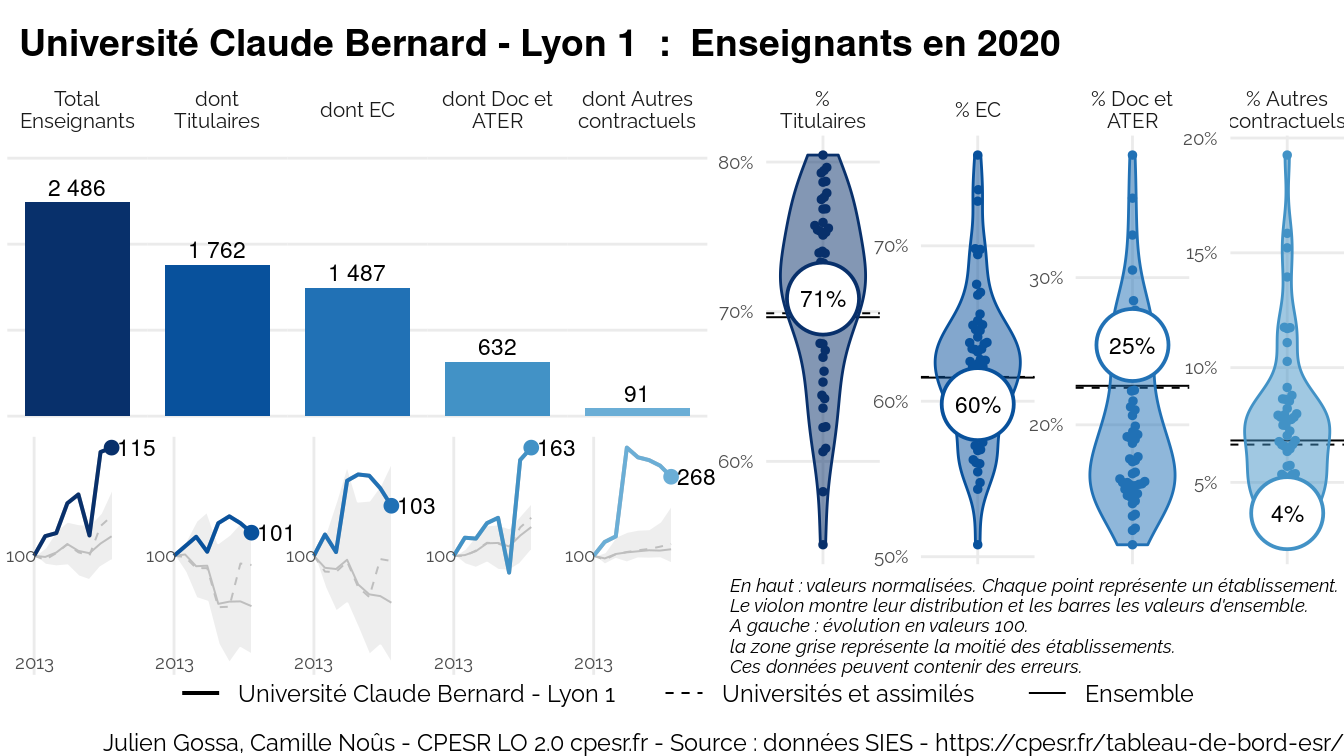 Université Claude Bernard - Lyon 1  :  Enseignants en 2020
Total
Enseignants
dont
Titulaires
dont EC
dont Doc et
ATER
dont Autres
contractuels
2 486
1 762
1 487
632
91
115
100
2013
101
100
2013
103
100
2013
163
100
2013
268
100
2013
%
Titulaires
80%
70%
60%
71%
% EC
70%
60%
50%
60%
% Doc et
ATER
30%
20%
25%
% Autres
contractuels
20%
15%
10%
5%
4%
En haut : valeurs normalisées. Chaque point représente un établissement.
Le violon montre leur distribution et les barres les valeurs d'ensemble.
A gauche : évolution en valeurs 100.
la zone grise représente la moitié des établissements.
Ces données peuvent contenir des erreurs.
Université Claude Bernard - Lyon 1
Universités et assimilés
Ensemble
Julien Gossa, Camille Noûs - CPESR LO 2.0 cpesr.fr - Source : données SIES - https://cpesr.fr/tableau-de-bord-esr/